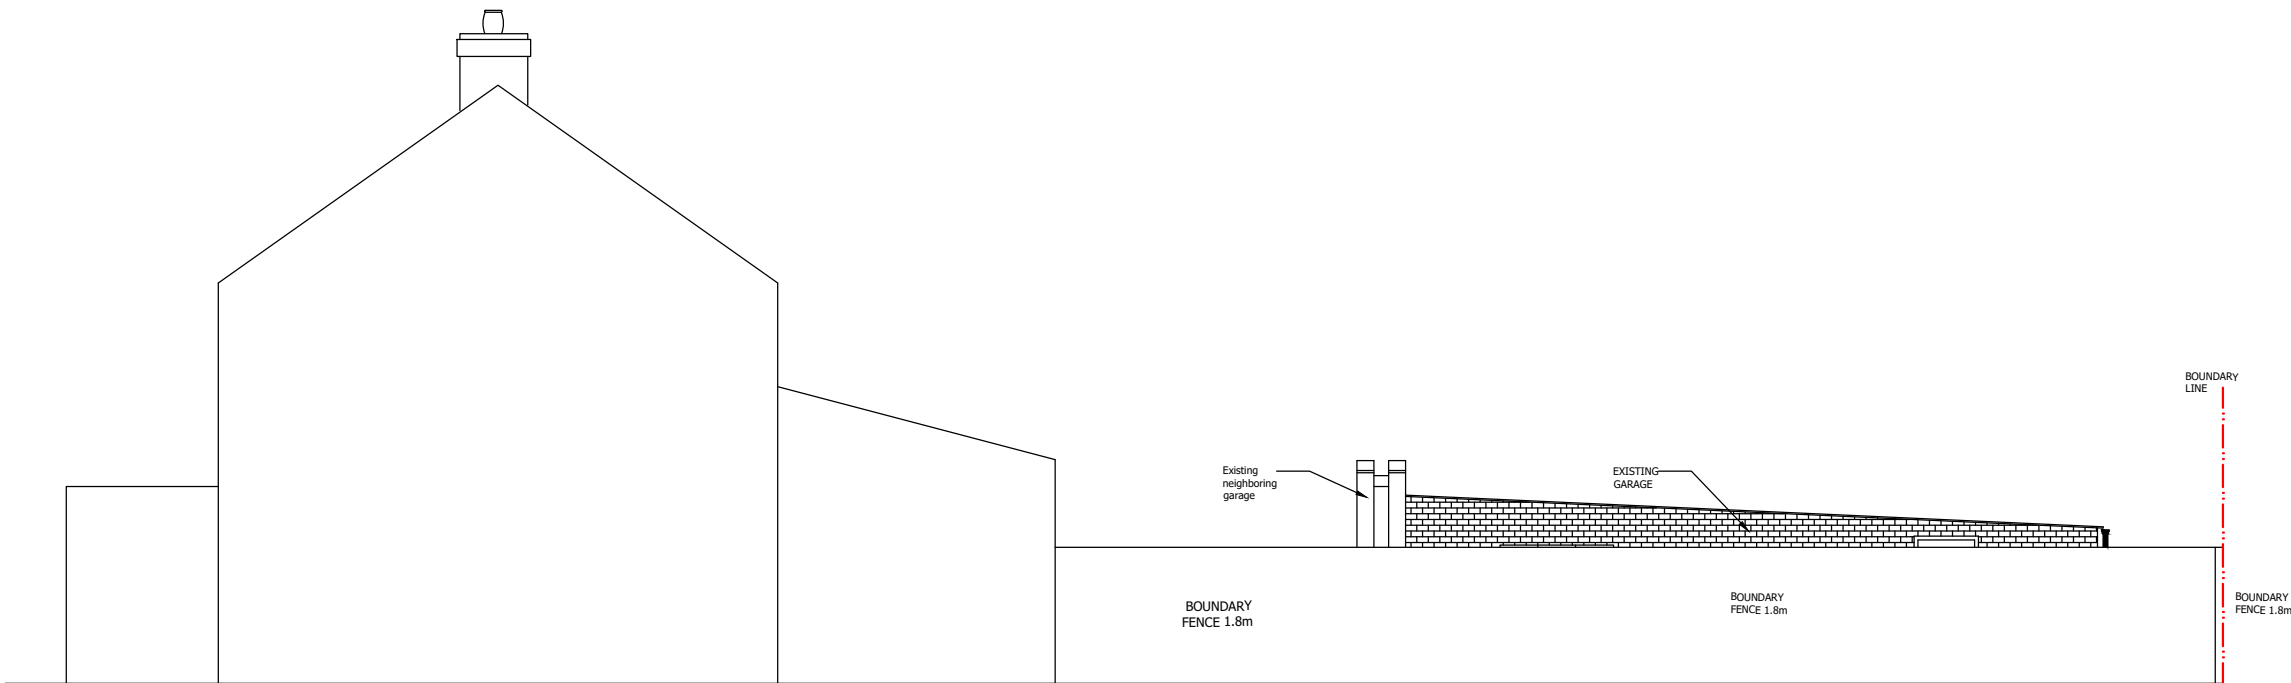 BOUNDARY
LINE
Existing
neighboring
garage
EXISTING
GARAGE
BOUNDARY
FENCE 1.8m
BOUNDARY
FENCE 1.8m
BOUNDARY
FENCE 1.8m